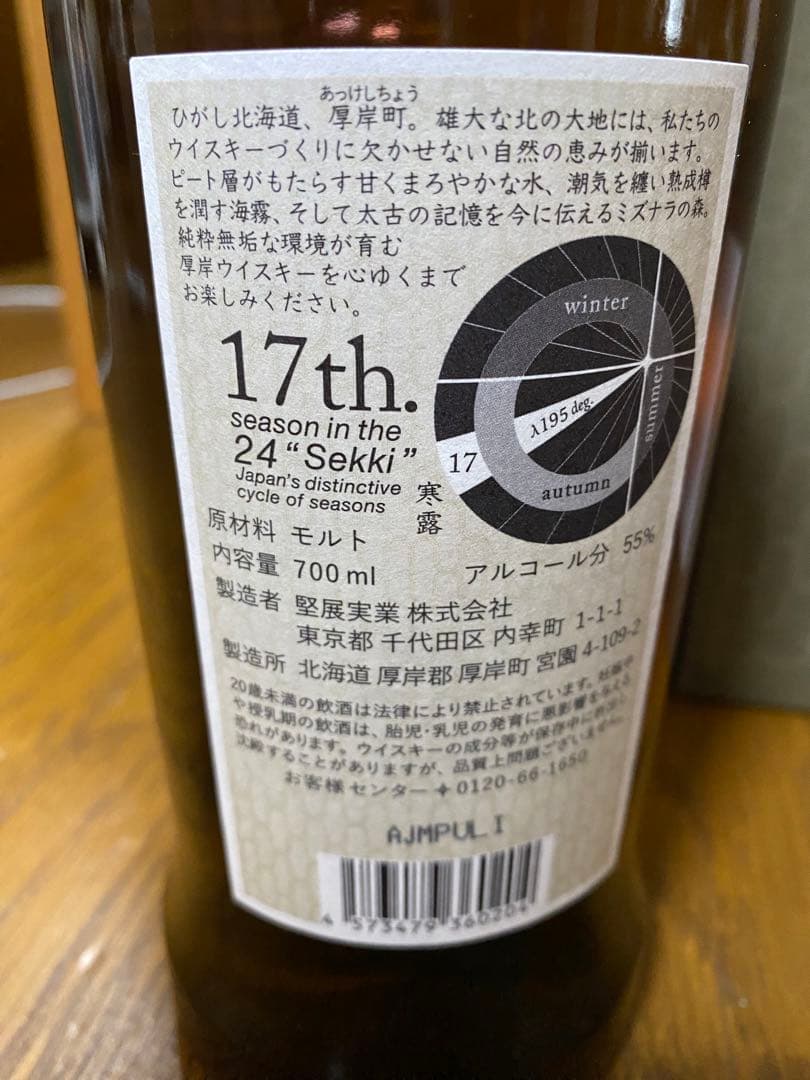 あっけしちょう
ひがし北海道、厚岸町。雄大な北の大地には、私たちの
ウイスキーづくりに欠かせない自然の恵みが揃います。
ピート層がもたらす甘くまろやかな水、潮気を纏い熟成樽
を潤す海霧、そして太古の記憶を今に伝えるミズナラの森。
純粋無垢な環境が育む
厚岸ウイスキーを心ゆくまで
お楽しみください。
winter
summer
λ195 deg.
17
autumn
17th.
season in the
24 “Sekki”
Japan's distinctive
cycle of seasons
寒露
原材料 モルト
内容量 700 ml
アルコール分 55%
製造者 堅展実業 株式会社
東京都 千代田区 内幸町 1-1-1
製造所 北海道 厚岸郡 厚岸町 宮園 4-109-2
20歳未満の飲酒は法律により禁止されています。妊娠中
や授乳期の飲酒は、胎児・乳児の発育に悪影響を与える
恐れがあります。ウイスキーの成分等が保存中に析出し
沈殿することがありますが、品質上問題ございません。
お客様センター✦0120-66-1650
AJMPUL I
4 573479 360204